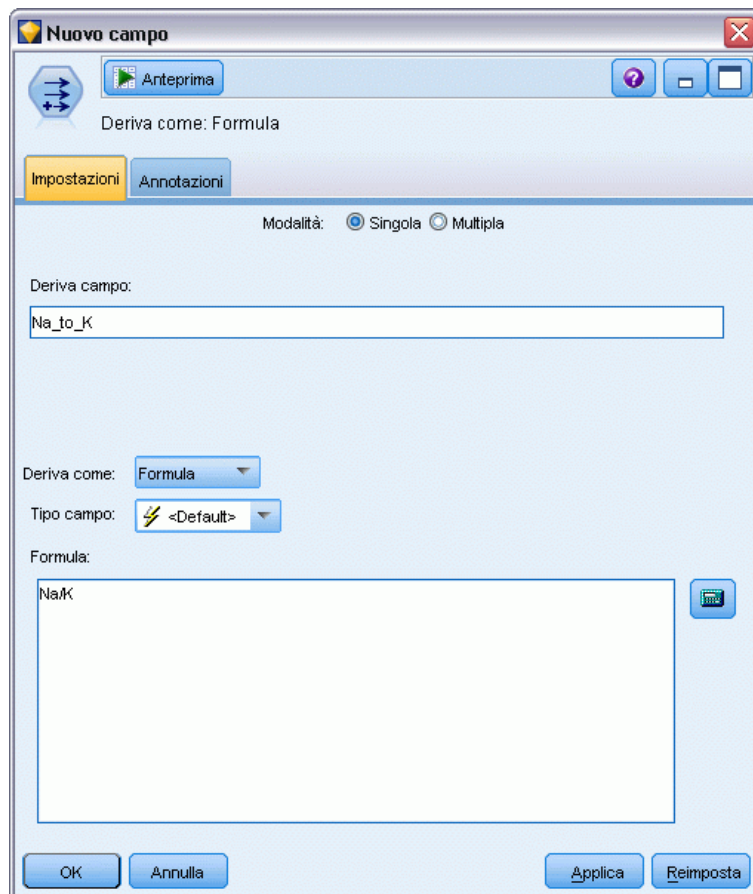 Nuovo campo
Anteprima
Deriva come: Formula
Impostazioni
Annotazioni
Modalità: Singola Multipla
Deriva campo:
Na_to_K
Deriva come: Formula
Tipo campo: <Default>
Formula:
Na/K
OK
Annulla
Applica
Reimposta